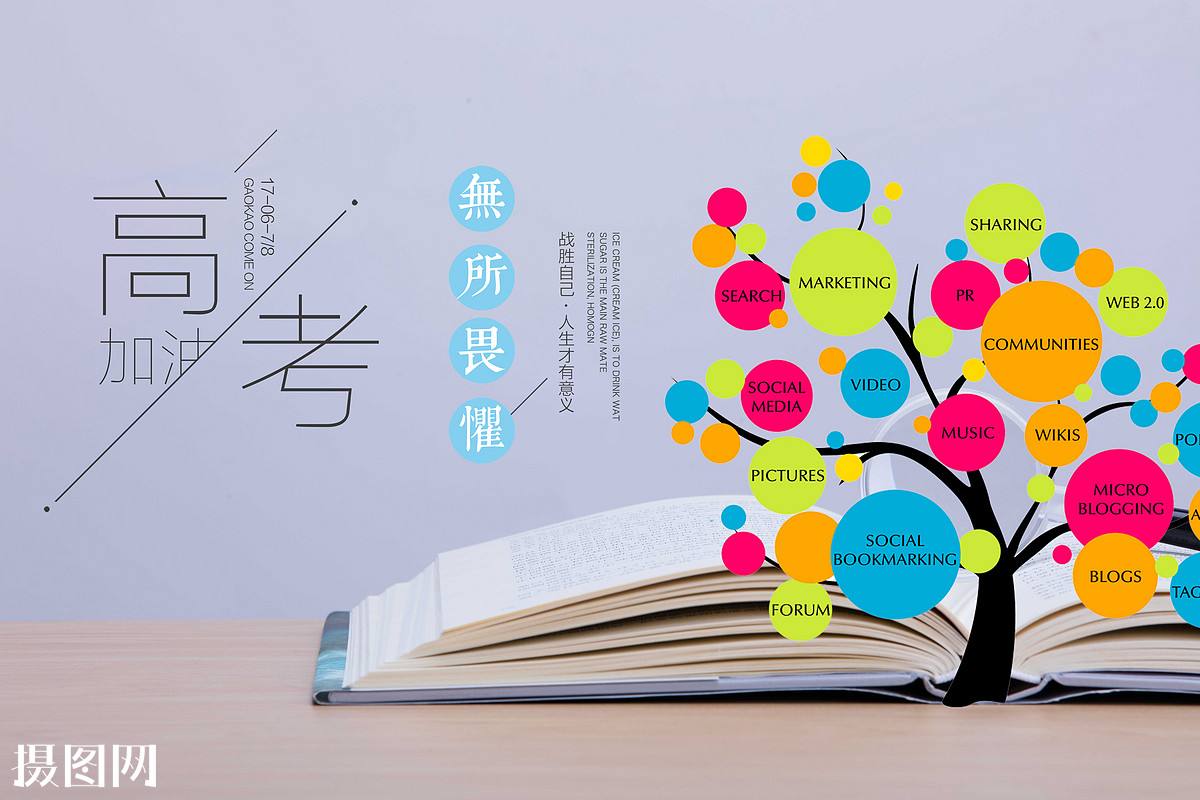 高考
加油
17-06-7/8
GAOKAO COME ON
無所畏懼
战胜自己·人生才有意义
ICE CREAM (CREAM ICE), IS TO DRINK WAT
SUGAR IS THE MAIN RAW MATE
STERILIZATION, HOMOGN
SHARING
MARKETING
SEARCH
PR
WEB 2.0
COMMUNITIES
VIDEO
SOCIAL
MEDIA
MUSIC
WIKIS
PICTURES
MICRO
BLOGGING
SOCIAL
BOOKMARKING
BLOGS
FORUM
摄图网